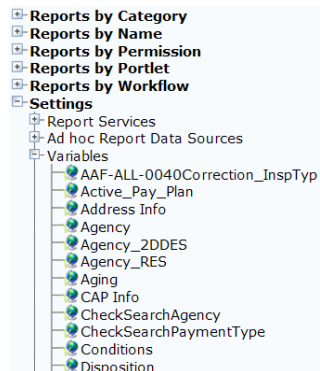 Reports by Category
Reports by Name
Reports by Permission
Reports by Portlet
Reports by Workflow
Settings
Report Services
Ad hoc Report Data Sources
Variables
AAF-ALL-0040Correction_InspTyp
Active_Pay_Plan
Address Info
Agency
Agency_2DDES
Agency_RES
Aging
CAP Info
CheckSearchAgency
CheckSearchPaymentType
Conditions
Disposition